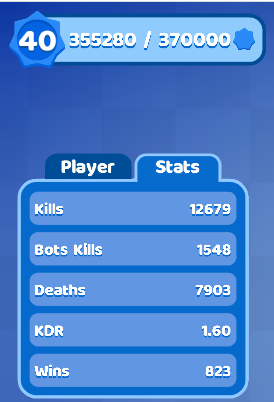 40 355280 / 370000
Player Stats
Kills 12679
Bots Kills 1548
Deaths 7903
KDR 1.60
Wins 823